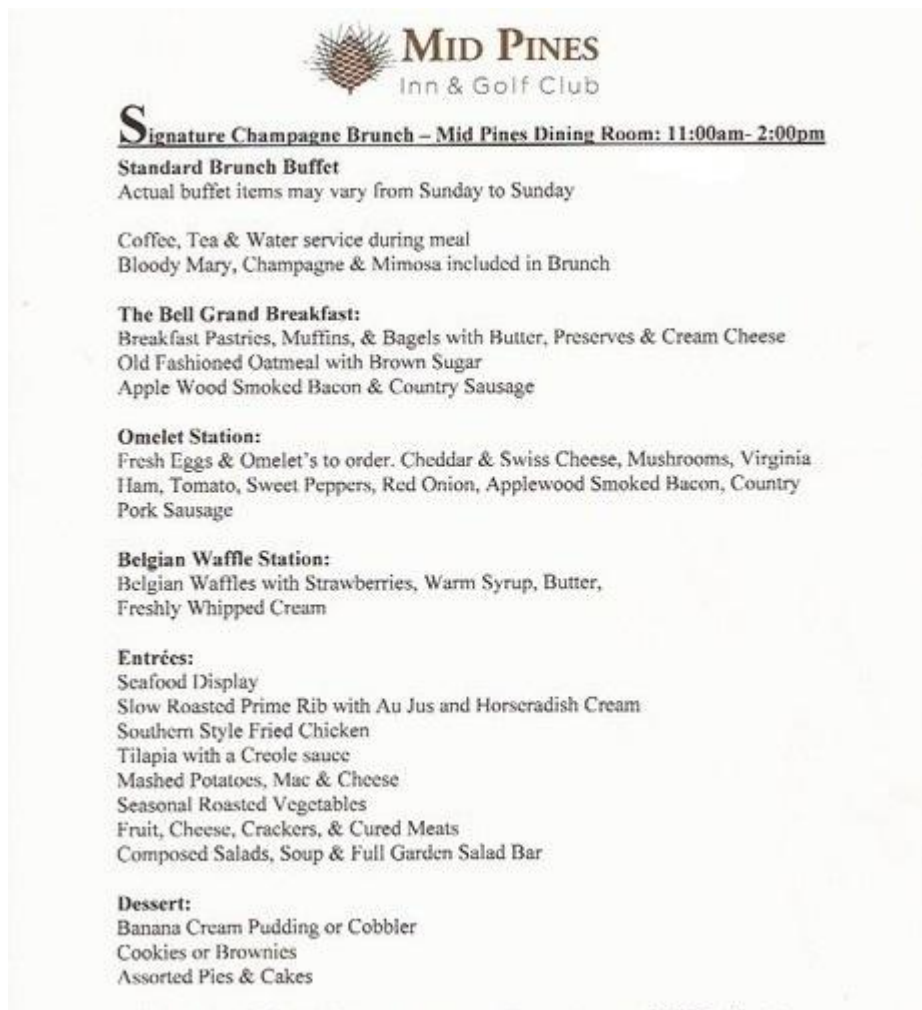 MID PINES
Inn & Golf Club
Signature Champagne Brunch – Mid Pines Dining Room: 11:00am- 2:00pm
Standard Brunch Buffet
Actual buffet items may vary from Sunday to Sunday
Coffee, Tea & Water service during meal
Bloody Mary, Champagne & Mimosa included in Brunch
The Bell Grand Breakfast:
Breakfast Pastries, Muffins, & Bagels with Butter, Preserves & Cream Cheese
Old Fashioned Oatmeal with Brown Sugar
Apple Wood Smoked Bacon & Country Sausage
Omelet Station:
Fresh Eggs & Omelet's to order. Cheddar & Swiss Cheese, Mushrooms, Virginia
Ham, Tomato, Sweet Peppers, Red Onion, Applewood Smoked Bacon, Country
Pork Sausage
Belgian Waffle Station:
Belgian Waffles with Strawberries, Warm Syrup, Butter,
Freshly Whipped Cream
Entrées:
Seafood Display
Slow Roasted Prime Rib with Au Jus and Horseradish Cream
Southern Style Fried Chicken
Tilapia with a Creole sauce
Mashed Potatoes, Mac & Cheese
Seasonal Roasted Vegetables
Fruit, Cheese, Crackers, & Cured Meats
Composed Salads, Soup & Full Garden Salad Bar
Dessert:
Banana Cream Pudding or Cobbler
Cookies or Brownies
Assorted Pies & Cakes